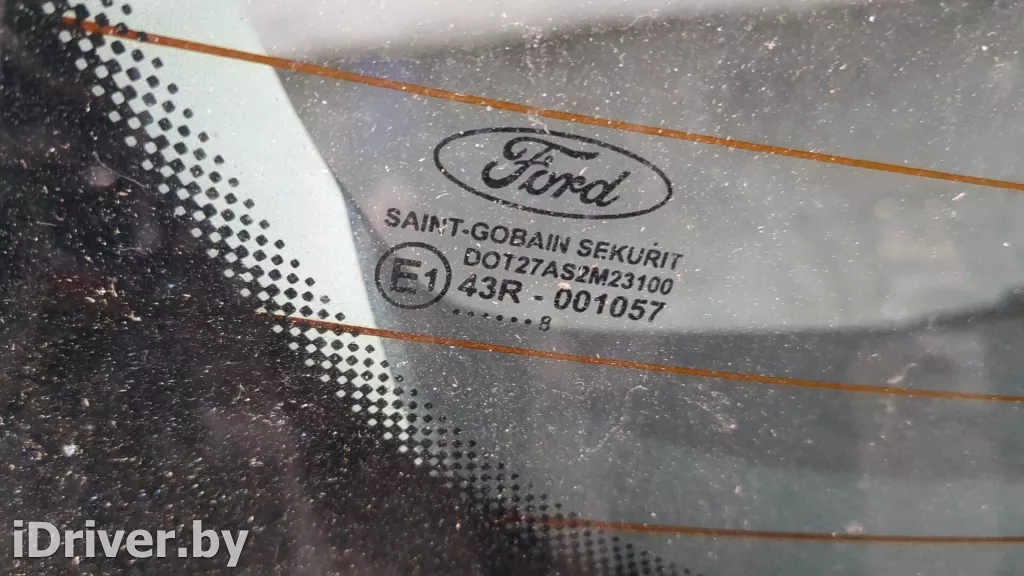 Ford
SAINT-GOBAIN SEKURIT
DOT27AS2M23100
E1 43R - 001057
...... 8
iDriver.by